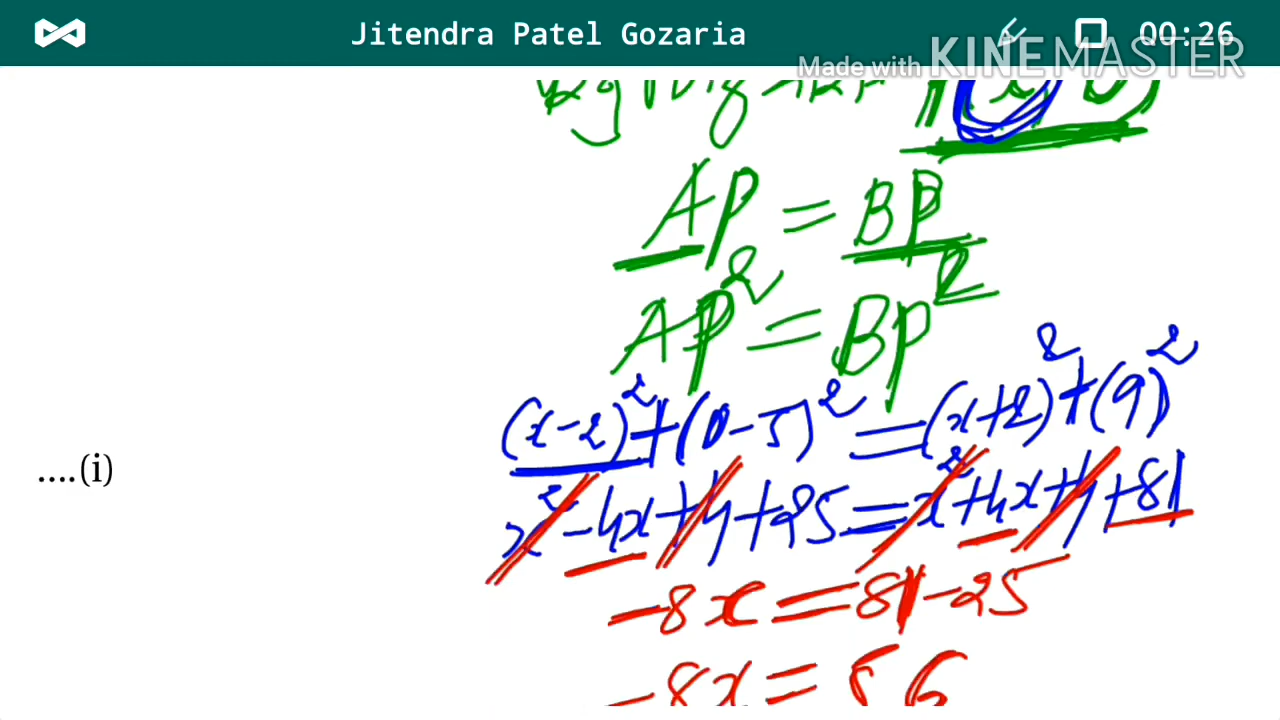 Jitendra Patel Gozaria
00:26
Made with KINEMASTER
AP = BP
AP² = BP²
(x-2)² + (0-5)² = (x+2)² + (9)²
x² - 4x + 4 + 25 = x² + 4x + 4 + 81
....(i)
-8x = 81 - 25
-8x = 56